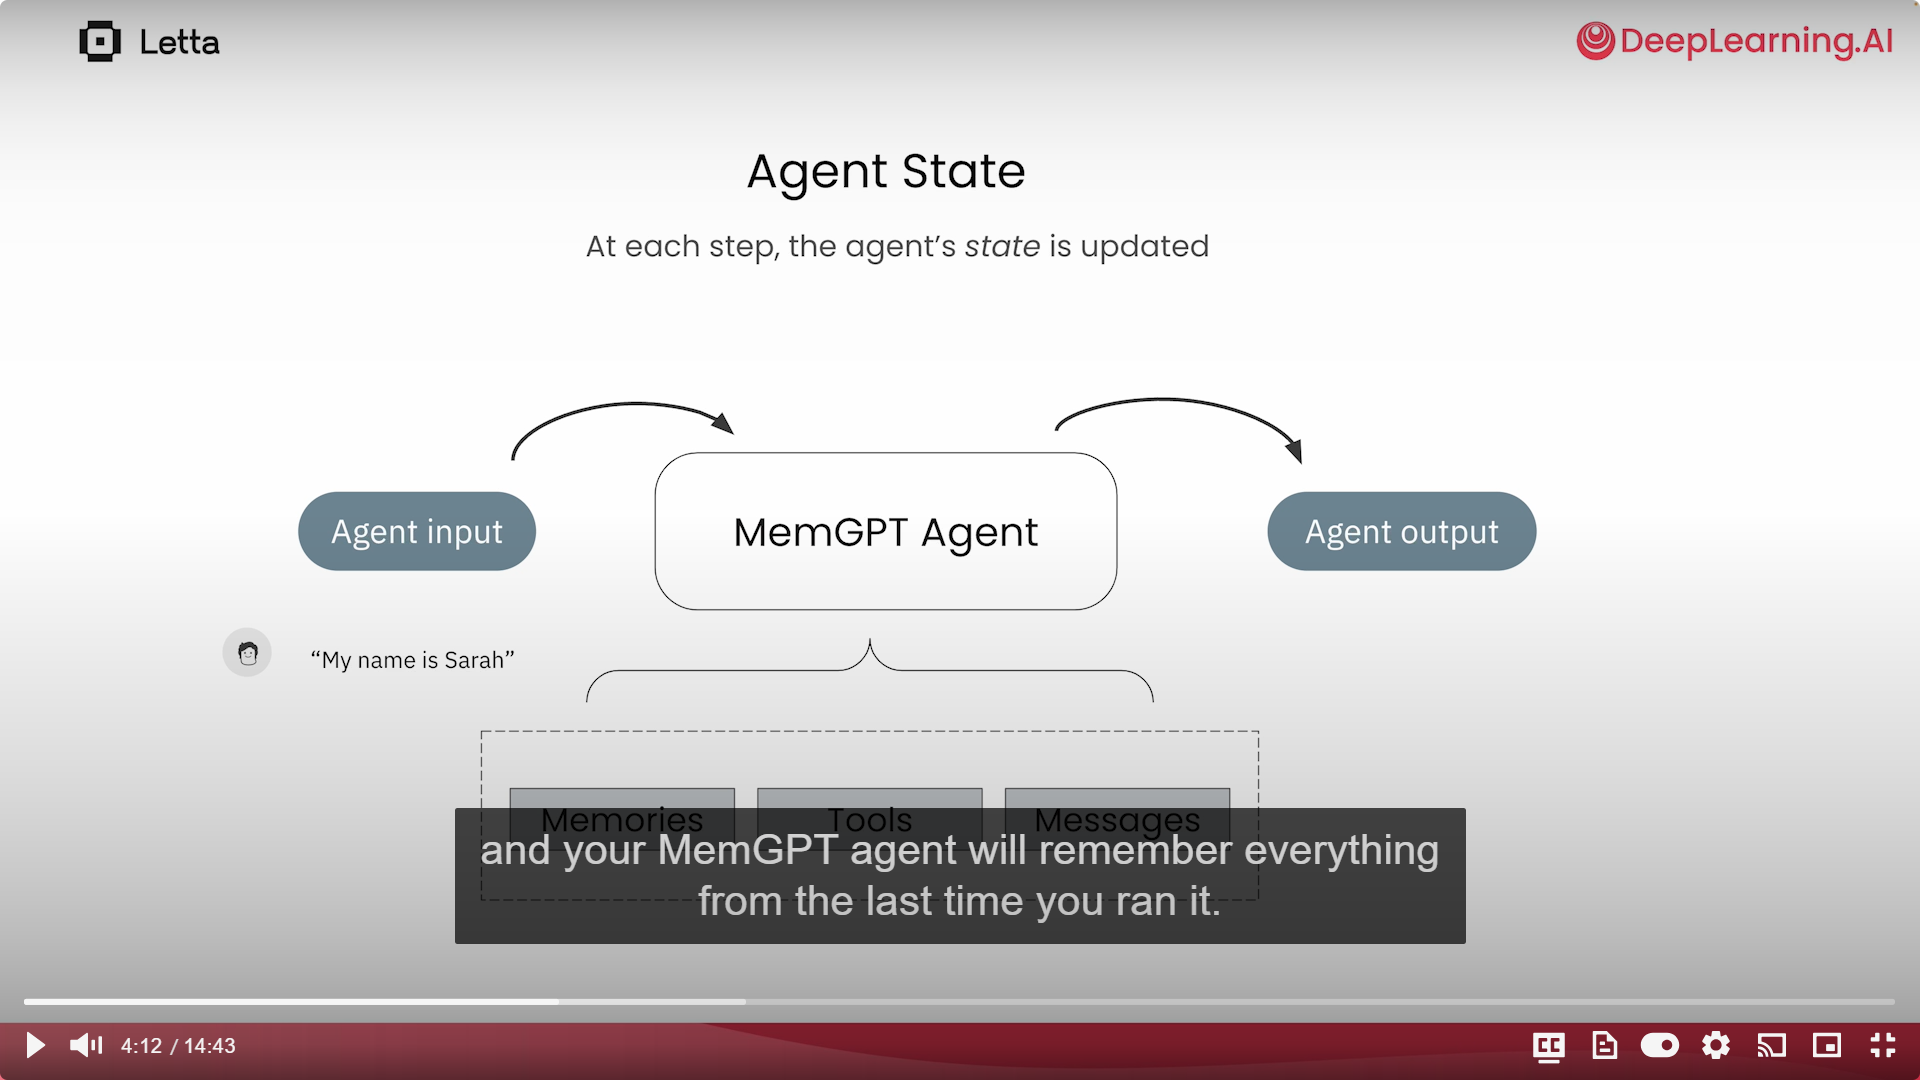 Letta
DeepLearning.AI
Agent State
At each step, the agent’s state is updated
Agent input
MemGPT Agent
Agent output
“My name is Sarah”
Memories
Tools
Messages
and your MemGPT agent will remember everything
from the last time you ran it.
4:12 / 14:43
CC